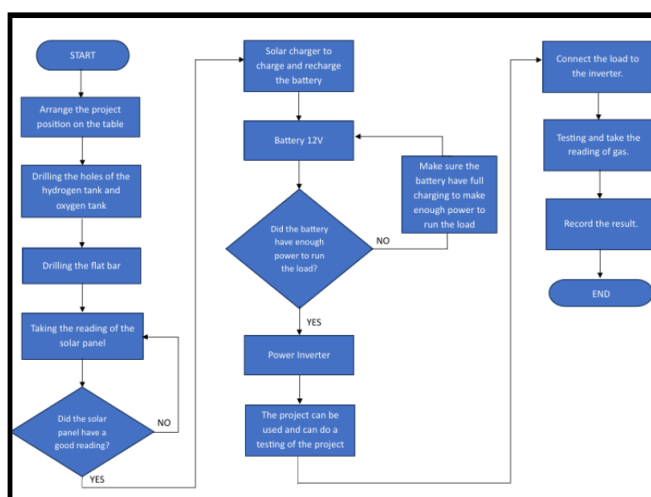 START
Arrange the project
position on the table
Drilling the holes of the
hydrogen tank and
oxygen tank
Drilling the flat bar
Taking the reading of the
solar panel
Did the solar
panel have a
good reading?
NO
YES
Solar charger to
charge and recharge
the battery
Battery 12V
Did the battery
have enough
power to run
the load?
NO
Make sure the
battery have full
charging to make
enough power to
run the load
YES
Power Inverter
The project can be
used and can do a
testing of the project
Connect the load to
the inverter.
Testing and take the
reading of gas.
Record the result.
END